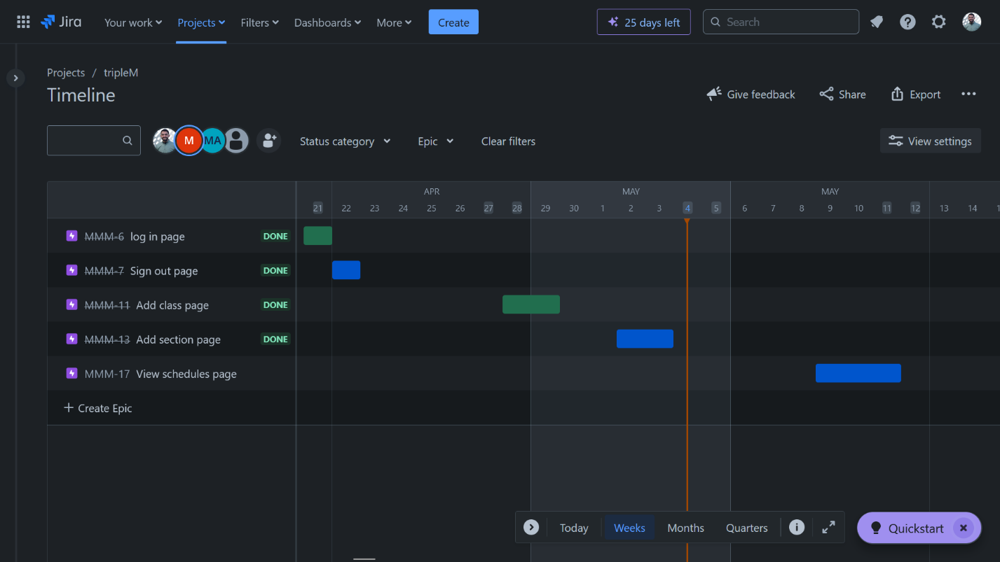 Jira Your work Projects Filters Dashboards More Create 25 days left Search
Projects / tripleM
Timeline
Give feedback Share Export
M MA Status category Epic Clear filters View settings
APR MAY MAY
21 22 23 24 25 26 27 28 29 30 1 2 3 4 5 6 7 8 9 10 11 12 13 14
MMM-6 log in page DONE
MMM-7 Sign out page DONE
MMM-11 Add class page DONE
MMM-13 Add section page DONE
MMM-17 View schedules page
+ Create Epic
Today Weeks Months Quarters Quickstart